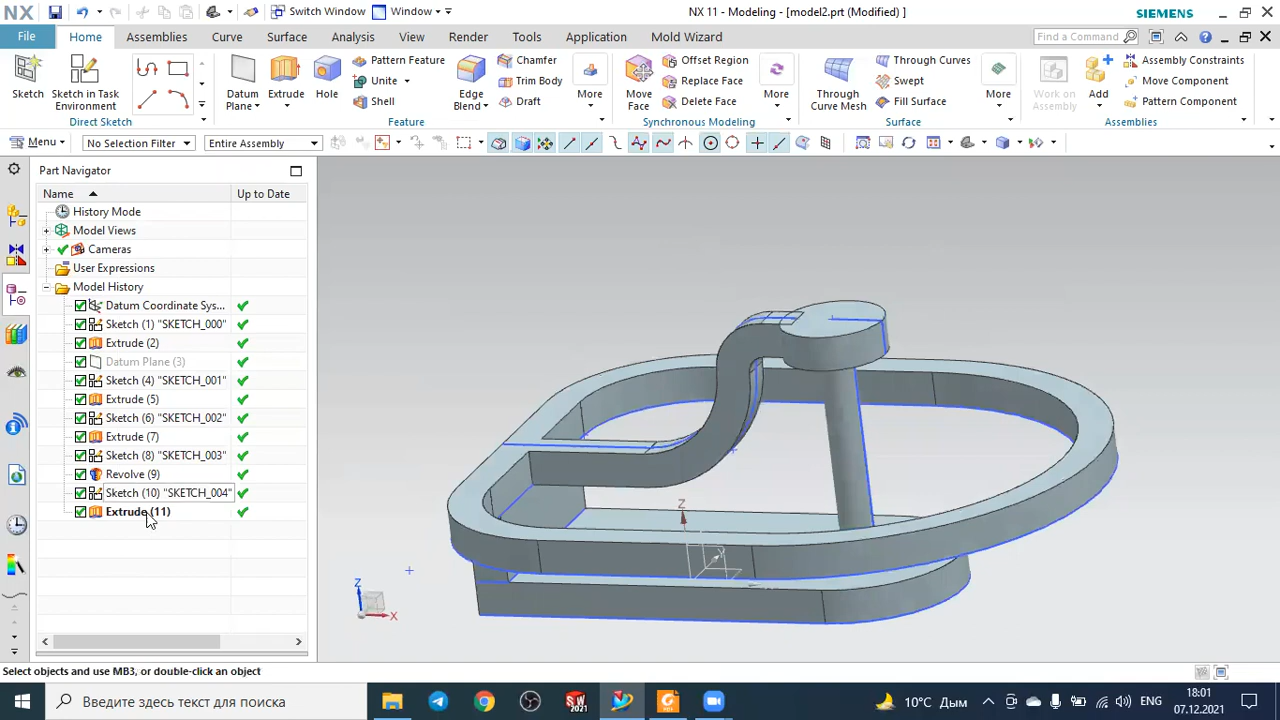 NX
Switch Window
Window
NX 11 - Modeling - [model2.prt (Modified) ]
SIEMENS
File
Home
Assemblies
Curve
Surface
Analysis
View
Render
Tools
Application
Mold Wizard
Find a Command
Sketch
Sketch in Task Environment
Direct Sketch
Datum Plane
Extrude
Hole
Pattern Feature
Unite
Shell
Edge Blend
Chamfer
Trim Body
Draft
More
Feature
Move Face
Offset Region
Replace Face
Delete Face
More
Synchronous Modeling
Through Curve Mesh
Through Curves
Swept
Fill Surface
More
Surface
Work on Assembly
Add
Assembly Constraints
Move Component
Pattern Component
Assemblies
Menu
No Selection Filter
Entire Assembly
Part Navigator
Name
Up to Date
History Mode
Model Views
Cameras
User Expressions
Model History
Datum Coordinate Sys...
Sketch (1) "SKETCH_000"
Extrude (2)
Datum Plane (3)
Sketch (4) "SKETCH_001"
Extrude (5)
Sketch (6) "SKETCH_002"
Extrude (7)
Sketch (8) "SKETCH_003"
Revolve (9)
Sketch (10) "SKETCH_004"
Extrude (11)
Z
Y
Z
X
Select objects and use MB3, or double-click an object
Введите здесь текст для поиска
SW
2021
10°C Дым
ENG
18:01
07.12.2021